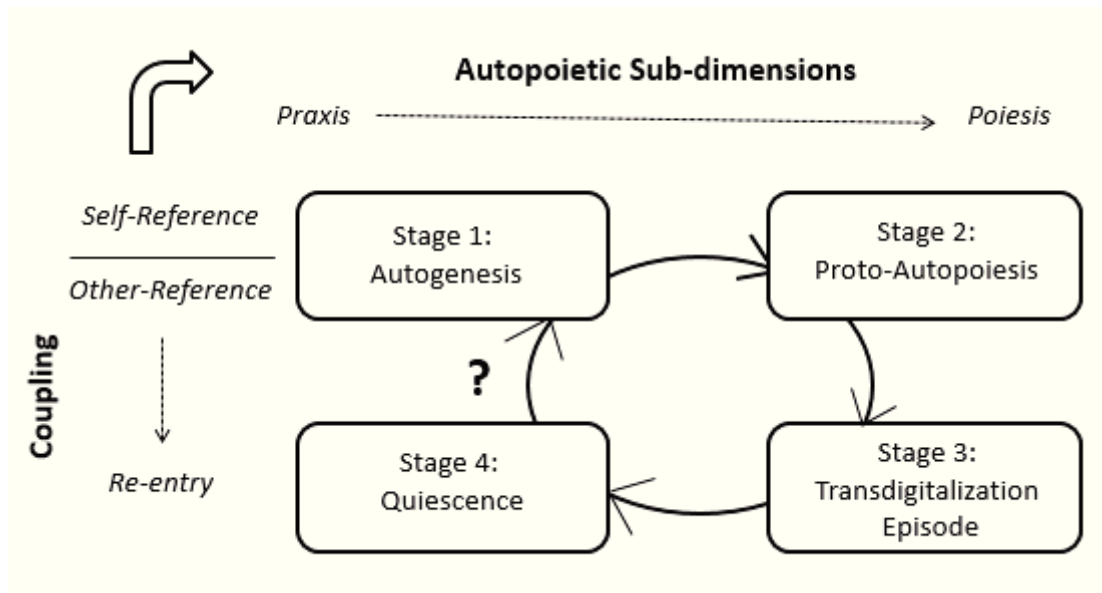 Autopoietic Sub-dimensions
Praxis
Poiesis
Self-Reference
Other-Reference
Coupling
Re-entry
Stage 1:
Autogenesis
Stage 2:
Proto-Autopoiesis
?
Stage 4:
Quiescence
Stage 3:
Transdigitalization
Episode